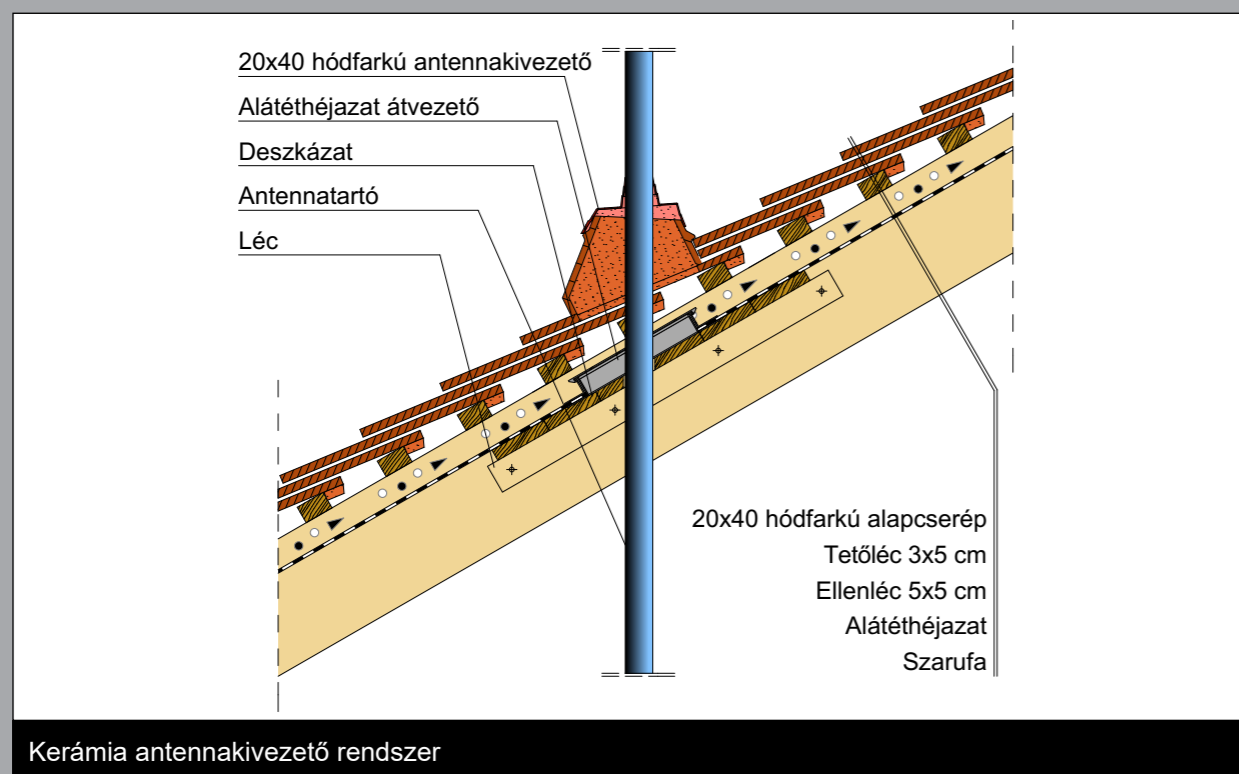 20x40 hódfarkú antennakivezető
Alátéthéjazat átvezető
Deszkázat
Antennatartó
Léc
20x40 hódfarkú alapcserép
Tetőléc 3x5 cm
Ellenléc 5x5 cm
Alátéthéjazat
Szarufa
Kerámia antennakivezető rendszer